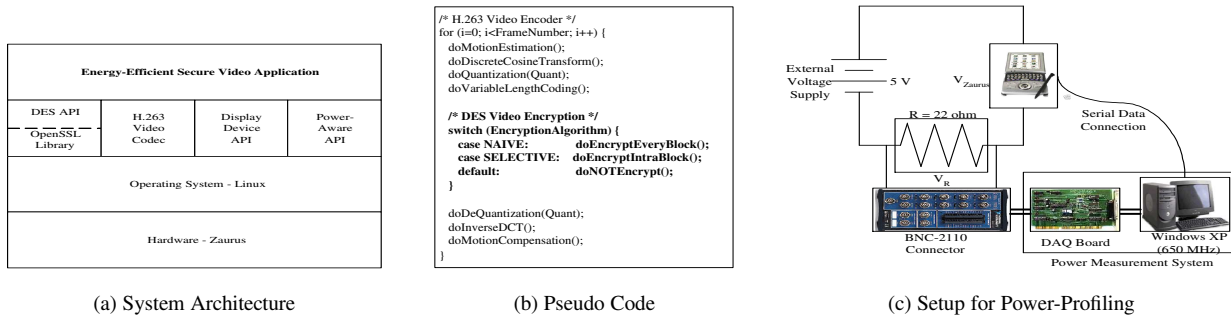 Energy-Efficient Secure Video Application
DES API
OpenSSL
Library
H.263
Video
Codec
Display
Device
API
Power-
Aware
API
Operating System - Linux
Hardware - Zaurus
(a) System Architecture
/* H.263 Video Encoder */
for (i=0; i<FrameNumber; i++) {
doMotionEstimation();
doDiscreteCosineTransform();
doQuantization(Quant);
doVariableLengthCoding();
/* DES Video Encryption */
switch (EncryptionAlgorithm) {
case NAIVE: doEncryptEveryBlock();
case SELECTIVE: doEncryptIntraBlock();
default: doNOTEncrypt();
}
doDeQuantization(Quant);
doInverseDCT();
doMotionCompensation();
}
(b) Pseudo Code
External
Voltage
Supply
5 V
V_Zaurus
R = 22 ohm
Serial Data
Connection
V_R
BNC-2110
Connector
DAQ Board
Windows XP
(650 MHz)
Power Measurement System
(c) Setup for Power-Profiling